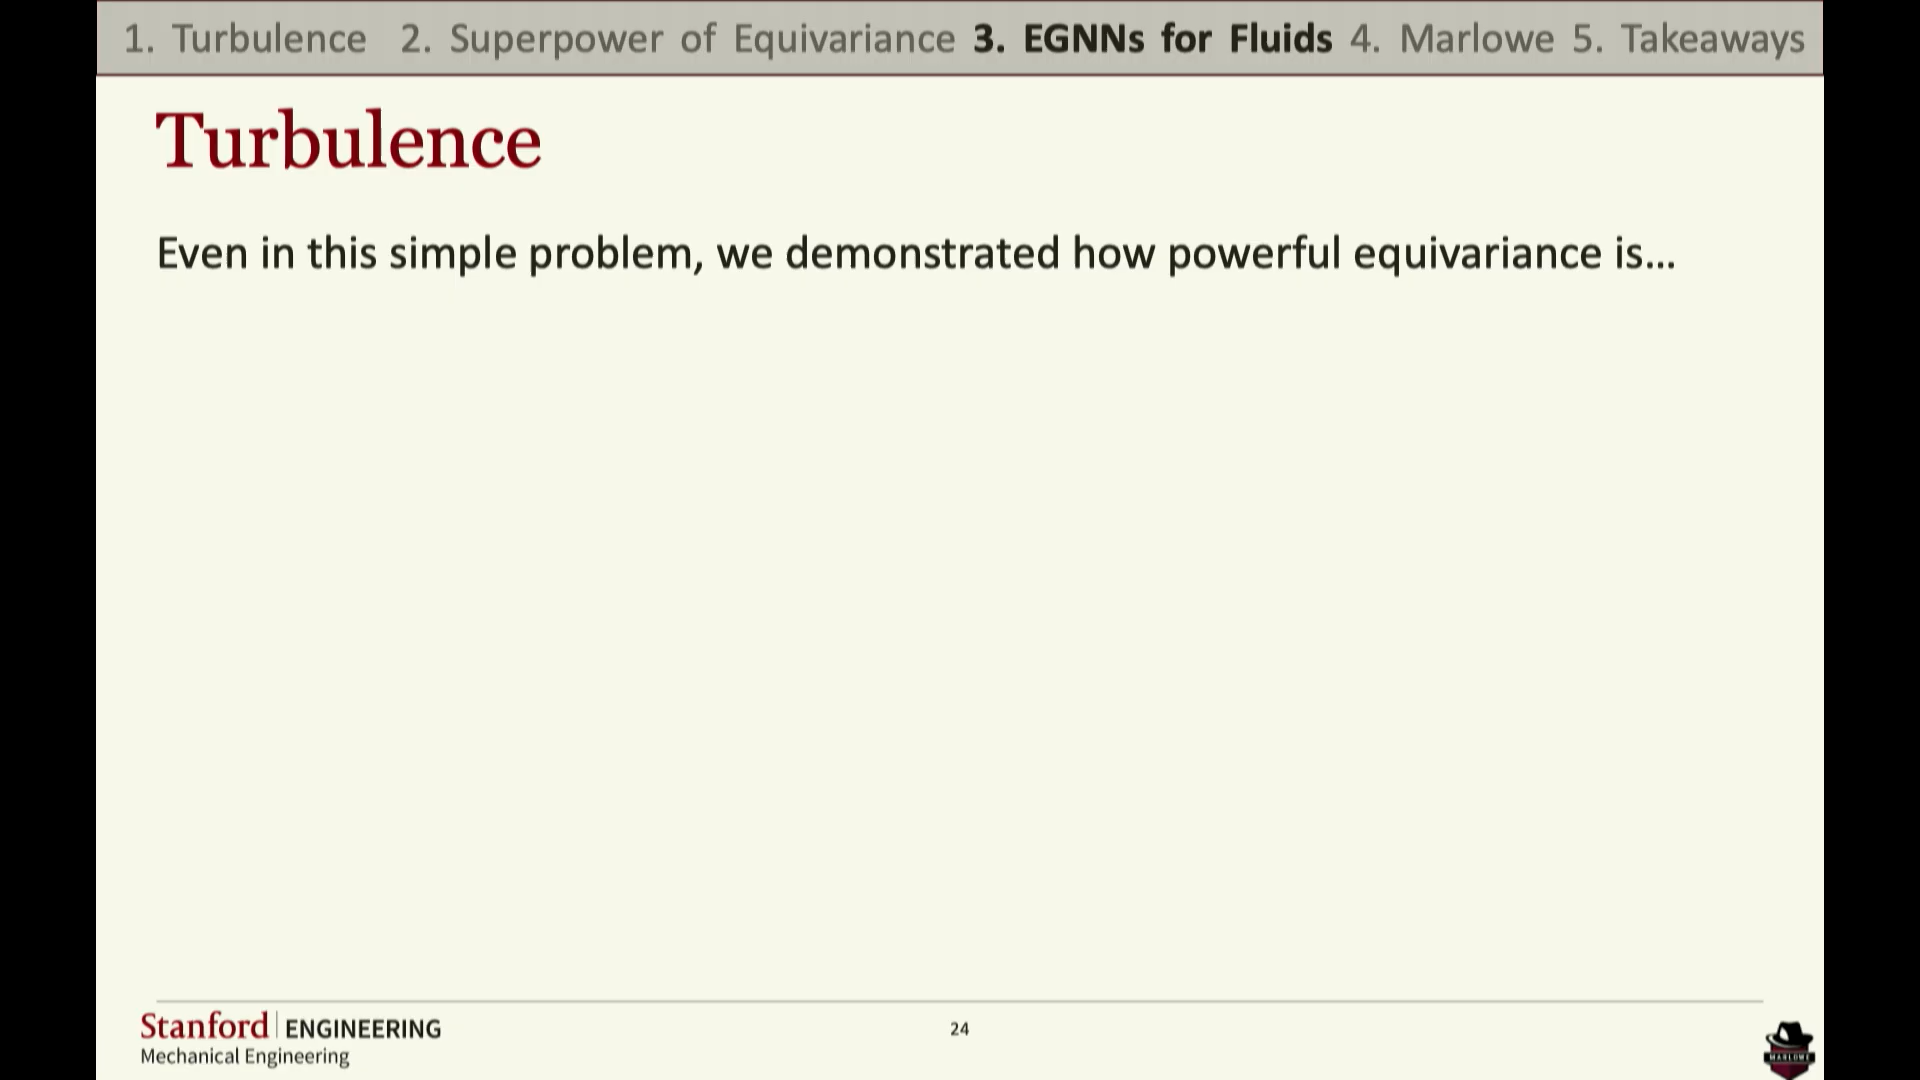 1. Turbulence 2. Superpower of Equivariance 3. EGNNs for Fluids 4. Marlowe 5. Takeaways
Turbulence
Even in this simple problem, we demonstrated how powerful equivariance is...
Stanford ENGINEERING
Mechanical Engineering
24
MARLOWE